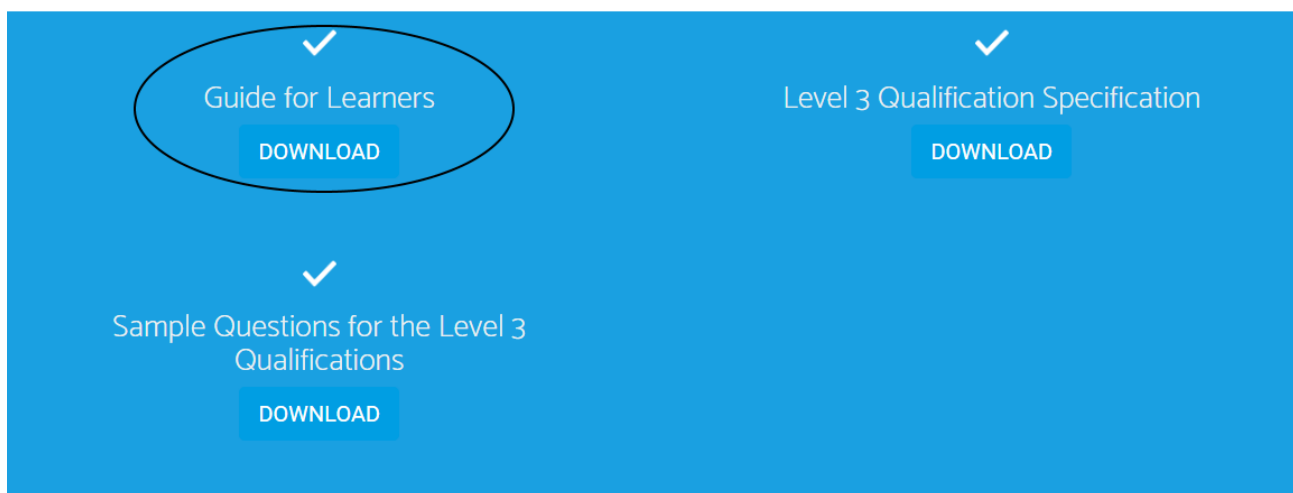 Guide for Learners
DOWNLOAD
Level 3 Qualification Specification
DOWNLOAD
Sample Questions for the Level 3
Qualifications
DOWNLOAD